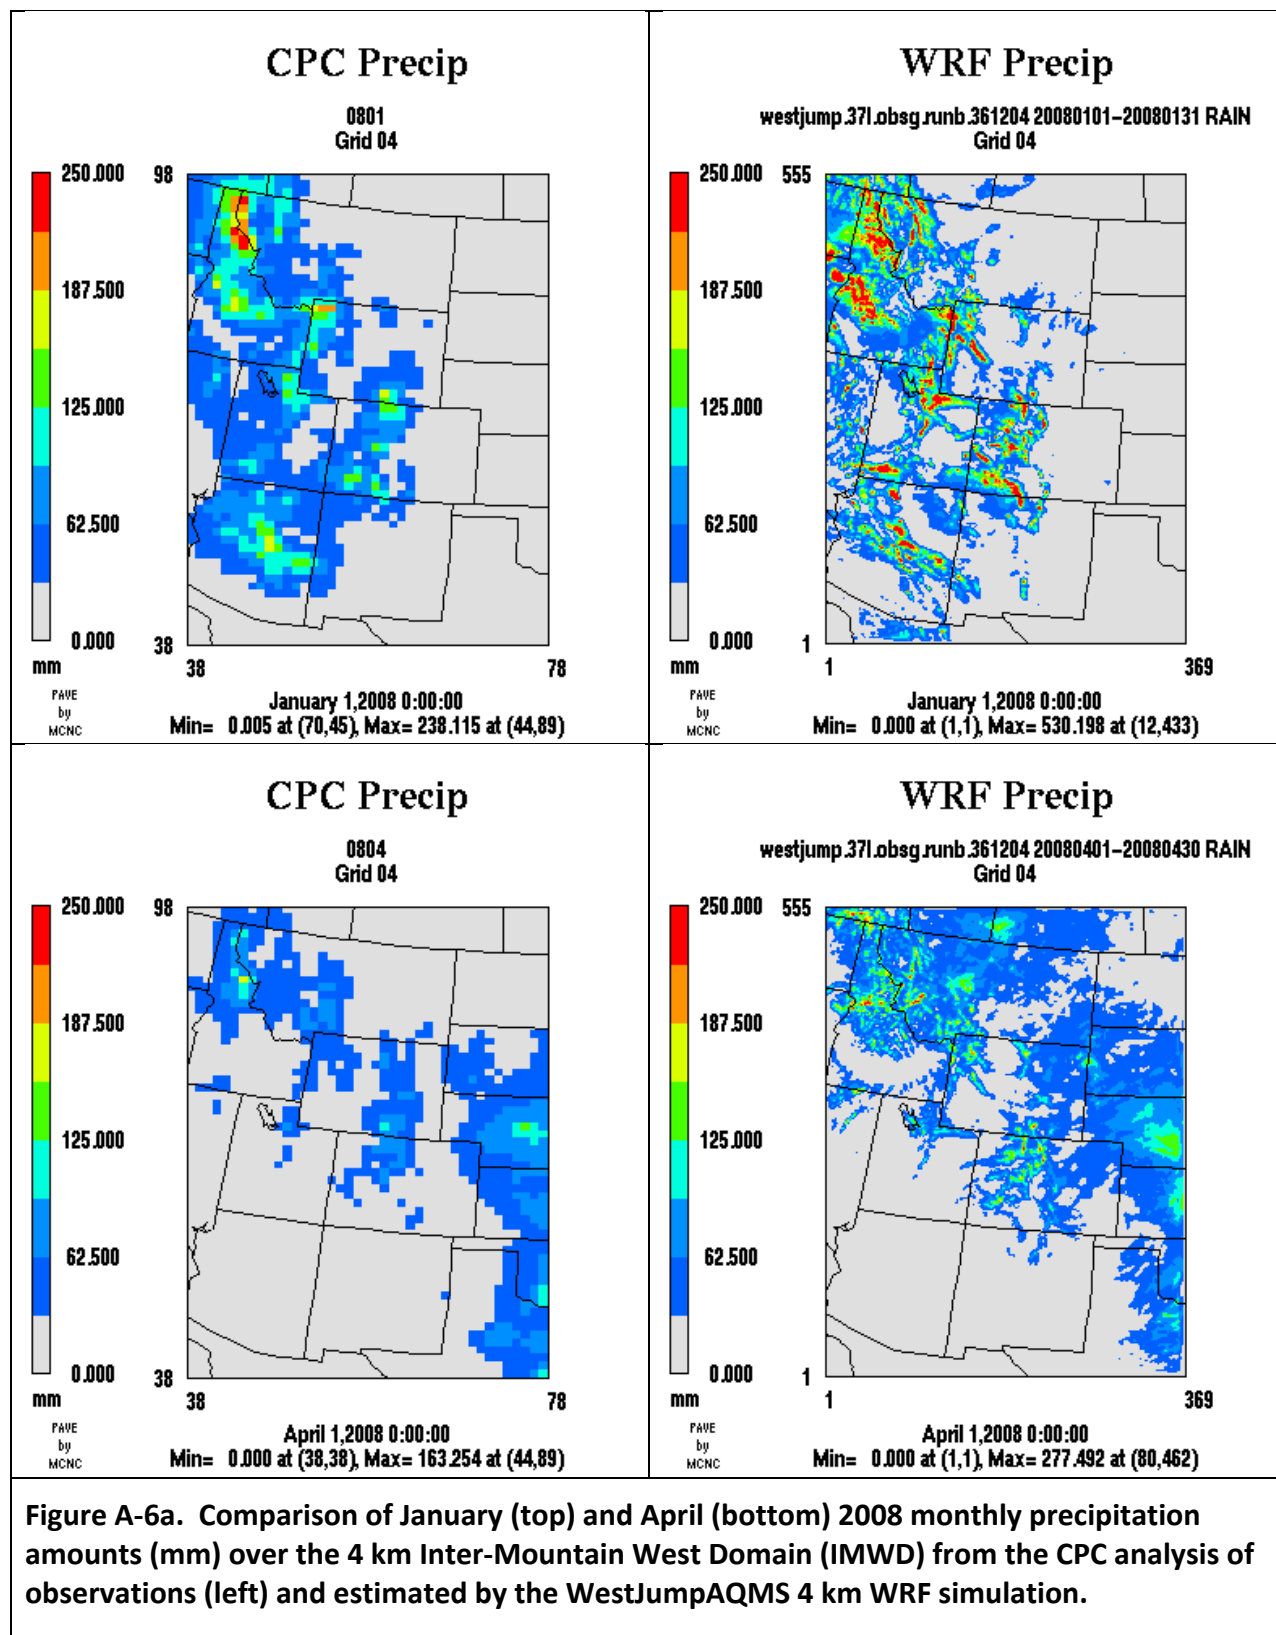 CPC Precip
0801
Grid 04
250.000
187.500
125.000
62.500
0.000
mm
PAVE
by
MCNC
98
38
38
78
January 1,2008 0:00:00
Min= 0.005 at (70,45), Max= 238.115 at (44,89)
WRF Precip
westjump.37l.obsg.runb.361204 20080101-20080131 RAIN
Grid 04
250.000
187.500
125.000
62.500
0.000
mm
PAVE
by
MCNC
555
1
1
369
January 1,2008 0:00:00
Min= 0.000 at (1,1), Max= 530.198 at (12,433)
CPC Precip
0804
Grid 04
250.000
187.500
125.000
62.500
0.000
mm
PAVE
by
MCNC
98
38
38
78
April 1,2008 0:00:00
Min= 0.000 at (38,38), Max= 163.254 at (44,89)
WRF Precip
westjump.37l.obsg.runb.361204 20080401-20080430 RAIN
Grid 04
250.000
187.500
125.000
62.500
0.000
mm
PAVE
by
MCNC
555
1
1
369
April 1,2008 0:00:00
Min= 0.000 at (1,1), Max= 277.492 at (80,462)
Figure A-6a. Comparison of January (top) and April (bottom) 2008 monthly precipitation
amounts (mm) over the 4 km Inter-Mountain West Domain (IMWD) from the CPC analysis of
observations (left) and estimated by the WestJumpAQMS 4 km WRF simulation.